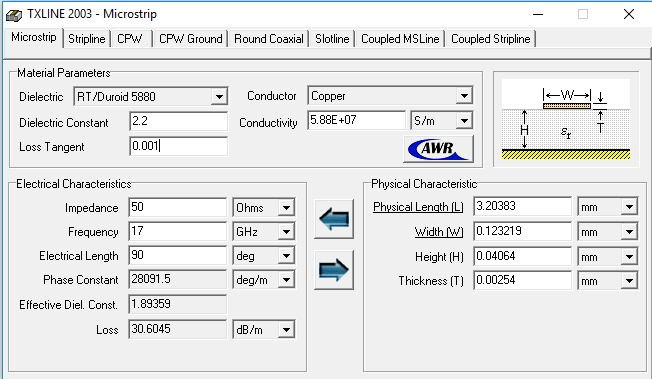 TXLINE 2003 - Microstrip
Microstrip Stripline CPW CPW Ground Round Coaxial Slotline Coupled MSLine Coupled Stripline
Material Parameters
Dielectric RT/Duroid 5880 Conductor Copper
Dielectric Constant 2.2 Conductivity 5.88E+07 S/m
Loss Tangent 0.001 AWR
W
H εr T
Electrical Characteristics
Impedance 50 Ohms
Frequency 17 GHz
Electrical Length 90 deg
Phase Constant 28091.5 deg/m
Effective Diel. Const. 1.89359
Loss 30.6045 dB/m
Physical Characteristic
Physical Length (L) 3.20383 mm
Width (W) 0.123219 mm
Height (H) 0.04064 mm
Thickness (T) 0.00254 mm